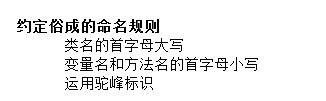 约定俗成的命名规则
类名的首字母大写
变量名和方法名的首字母小写
运用驼峰标识